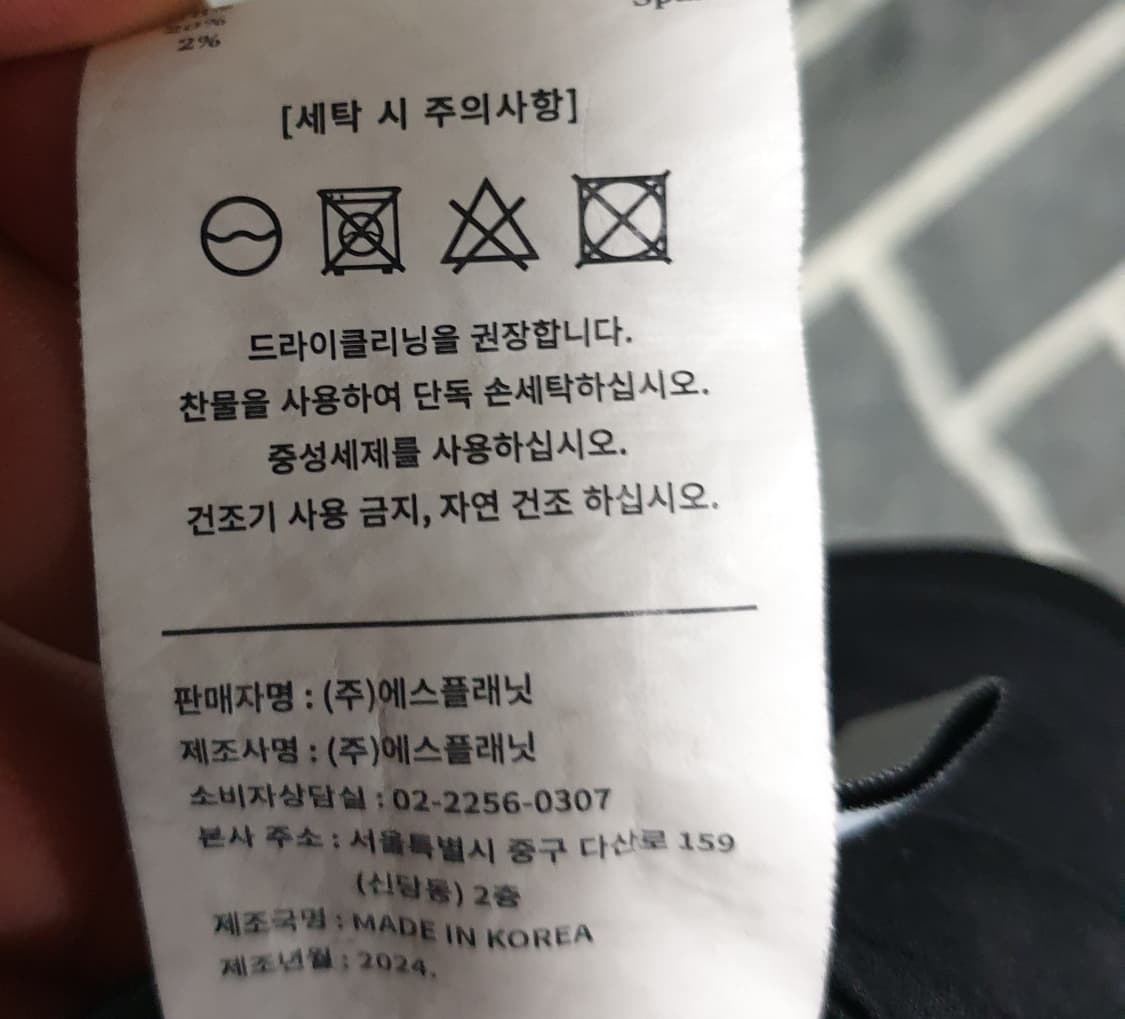 2%
[세탁 시 주의사항]
드라이클리닝을 권장합니다.
찬물을 사용하여 단독 손세탁하십시오.
중성세제를 사용하십시오.
건조기 사용 금지, 자연 건조 하십시오.
판매자명 : (주)에스플래닛
제조사명 : (주)에스플래닛
소비자상담실 : 02-2256-0307
본사 주소 : 서울특별시 중구 다산로 159
(신당동) 2층
제조국명 : MADE IN KOREA
제조년월 : 2024.